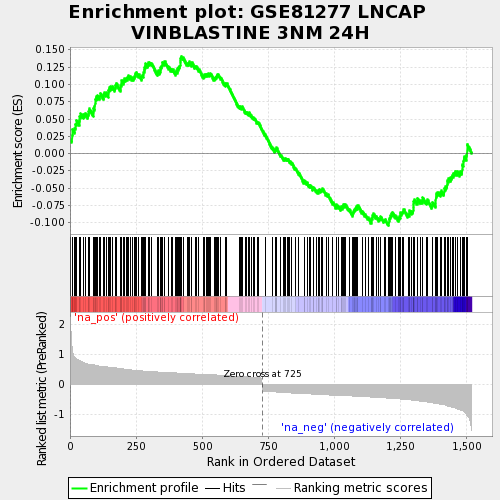 Enrichment plot: GSE81277 LNCAP
VINBLASTINE 3NM 24H
Enrichment score (ES)
0.150
0.125
0.100
0.075
0.050
0.025
0.000
-0.025
-0.050
-0.075
-0.100
Ranked list metric (PreRanked)
2
1
0
-1
'na_pos' (positively correlated)
Zero cross at 725
'na_neg' (negatively correlated)
0
250
500
750
1,000
1,250
1,500
Rank in Ordered Dataset
Enrichment profile
Hits
Ranking metric scores